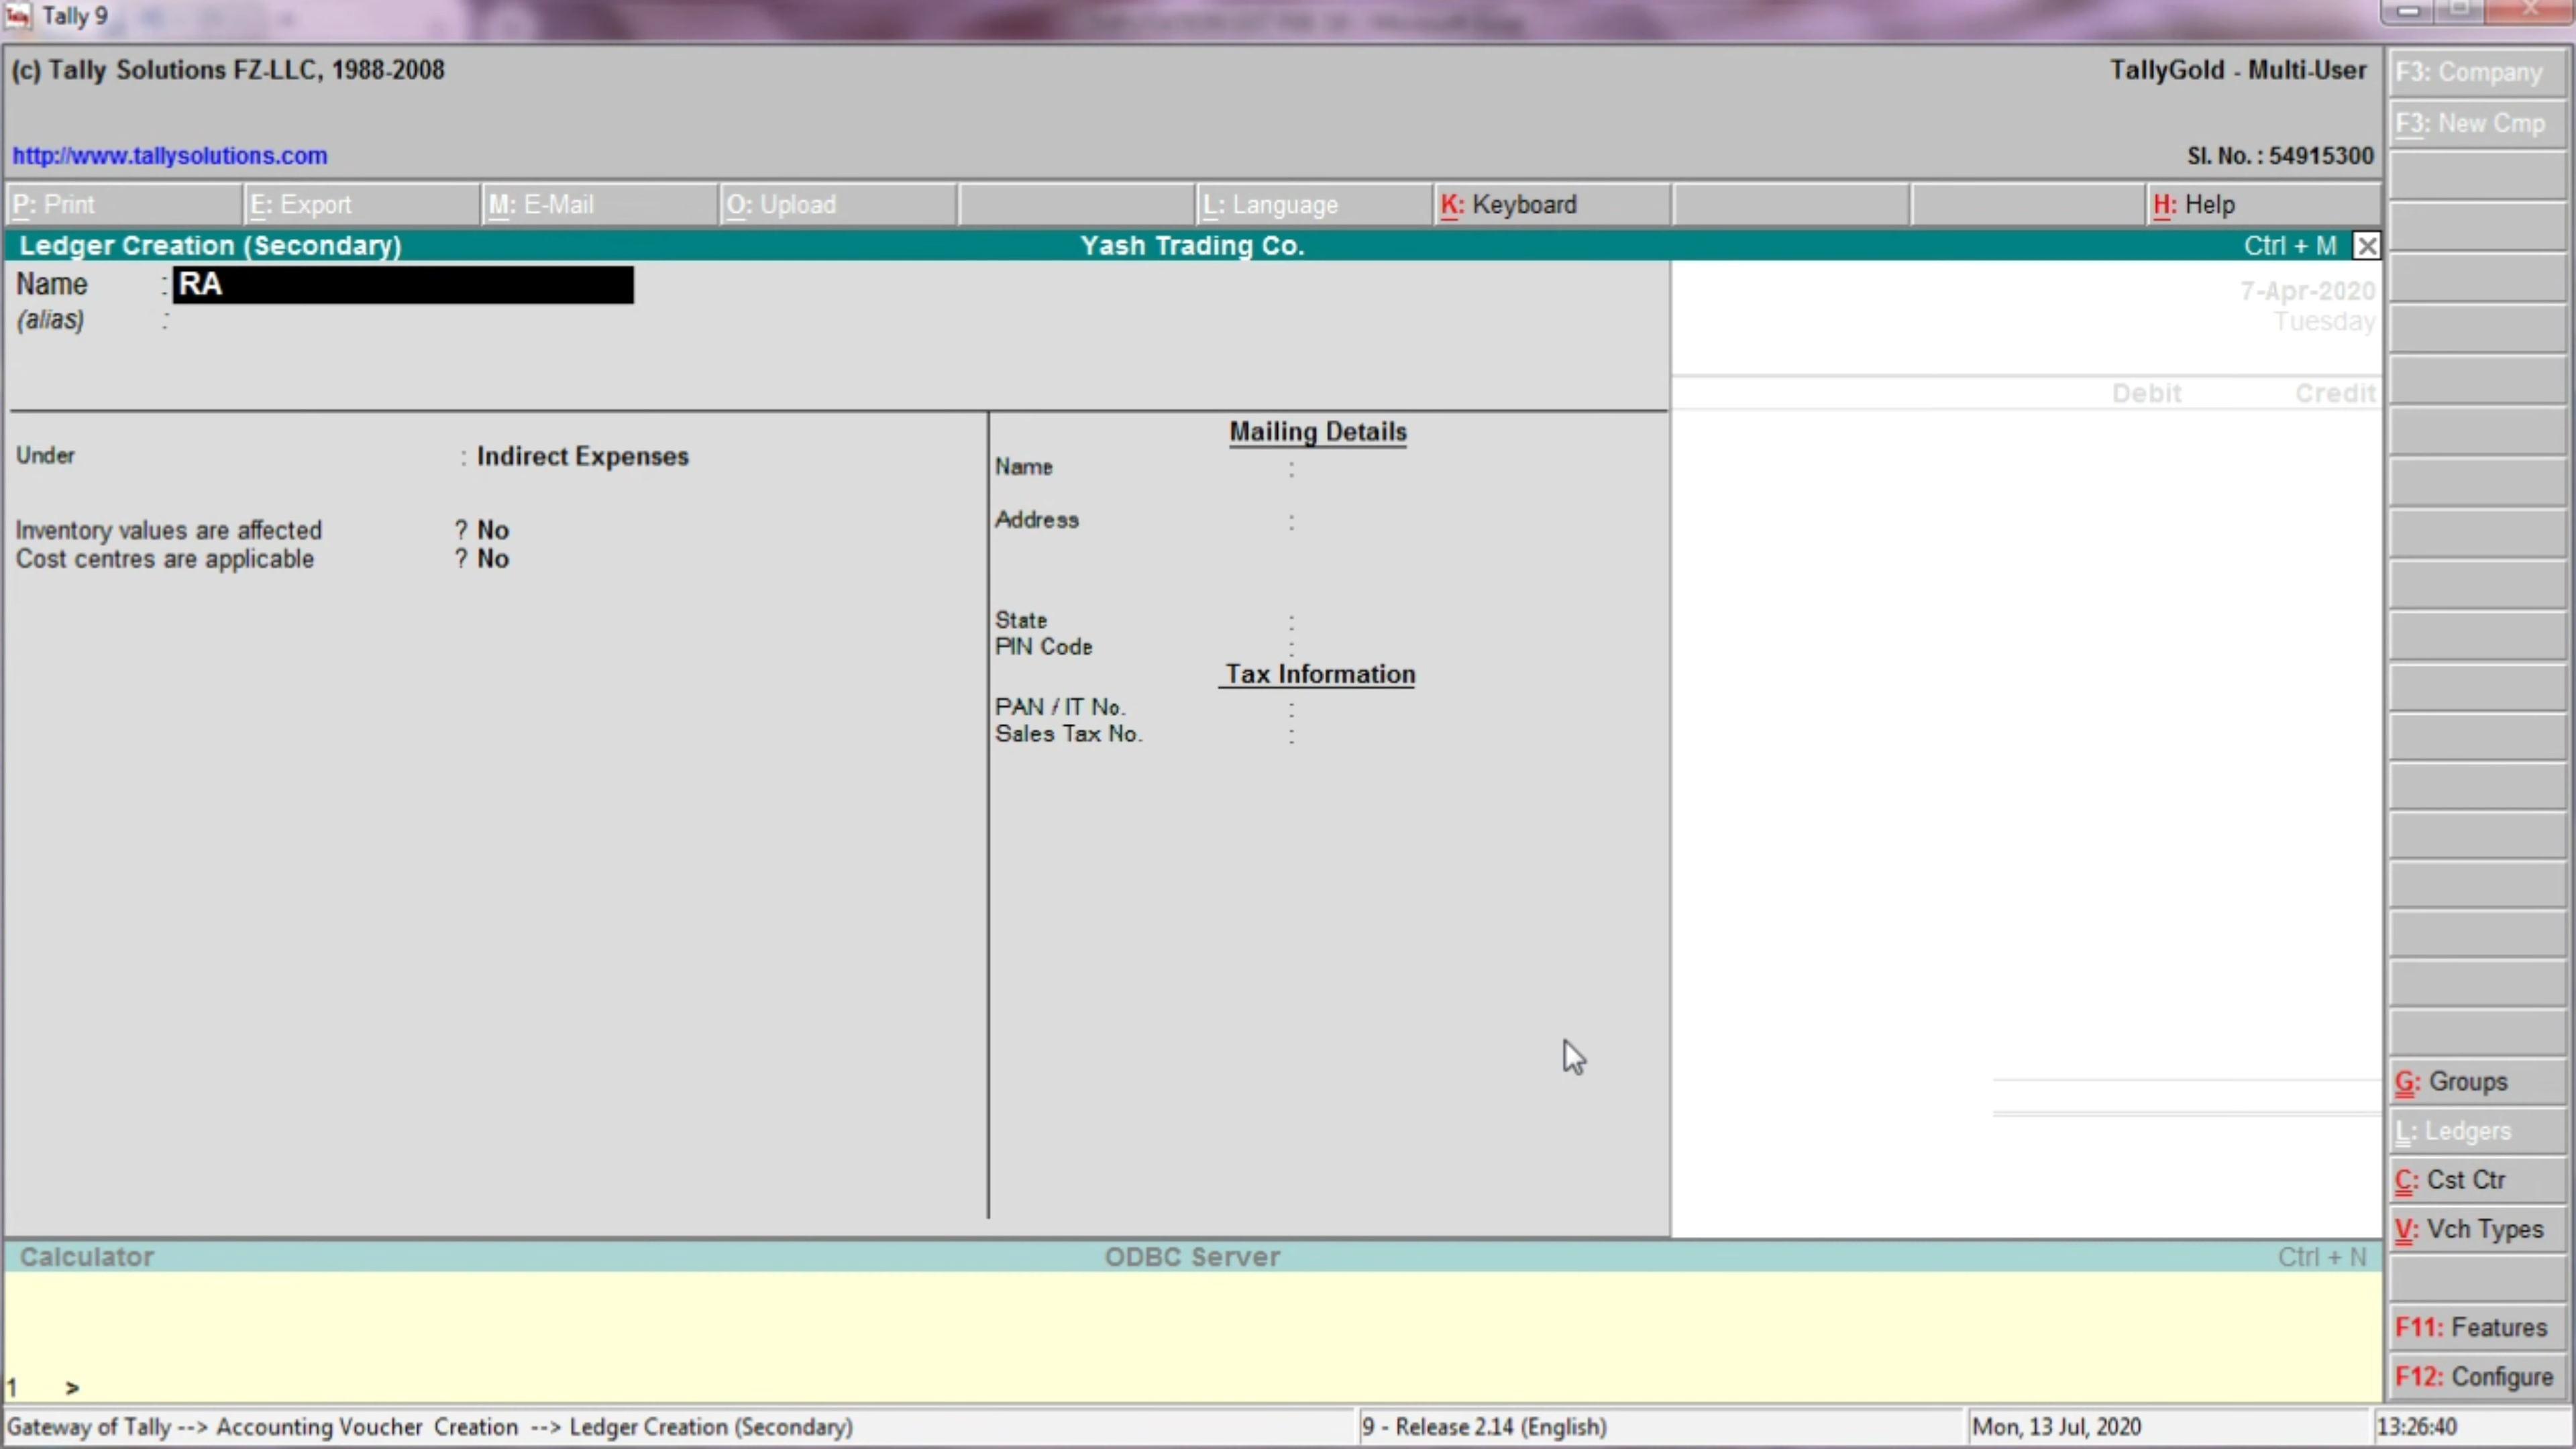 Tally 9
(c) Tally Solutions FZ-LLC, 1988-2008
TallyGold - Multi-User
http://www.tallysolutions.com
Sl. No. : 54915300
P: Print
E: Export
M: E-Mail
O: Upload
L: Language
K: Keyboard
H: Help
Ledger Creation (Secondary)
Yash Trading Co.
Ctrl + M
Name : RA
(alias) :
7-Apr-2020
Tuesday
Debit Credit
Under : Indirect Expenses
Inventory values are affected ? No
Cost centres are applicable ? No
Mailing Details
Name :
Address :
State :
PIN Code :
Tax Information
PAN / IT No. :
Sales Tax No. :
F3: Company
F3: New Cmp
G: Groups
L: Ledgers
C: Cst Ctr
V: Vch Types
F11: Features
F12: Configure
Calculator
ODBC Server
Ctrl + N
1 >
Gateway of Tally --> Accounting Voucher Creation --> Ledger Creation (Secondary)
9 - Release 2.14 (English)
Mon, 13 Jul, 2020
13:26:40